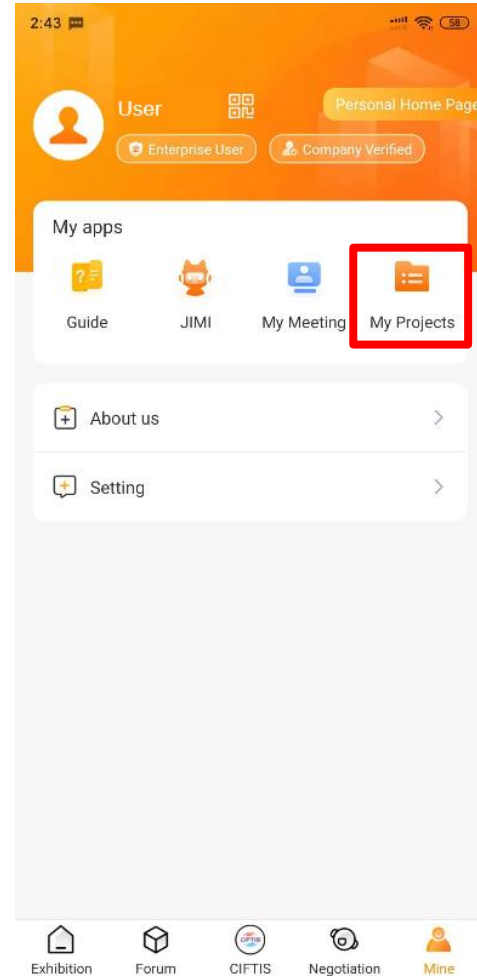 2:43 58
User
Personal Home Page
Enterprise User Company Verified
My apps
Guide JIMI My Meeting My Projects
About us
Setting
CIFTIS
Exhibition Forum CIFTIS Negotiation Mine